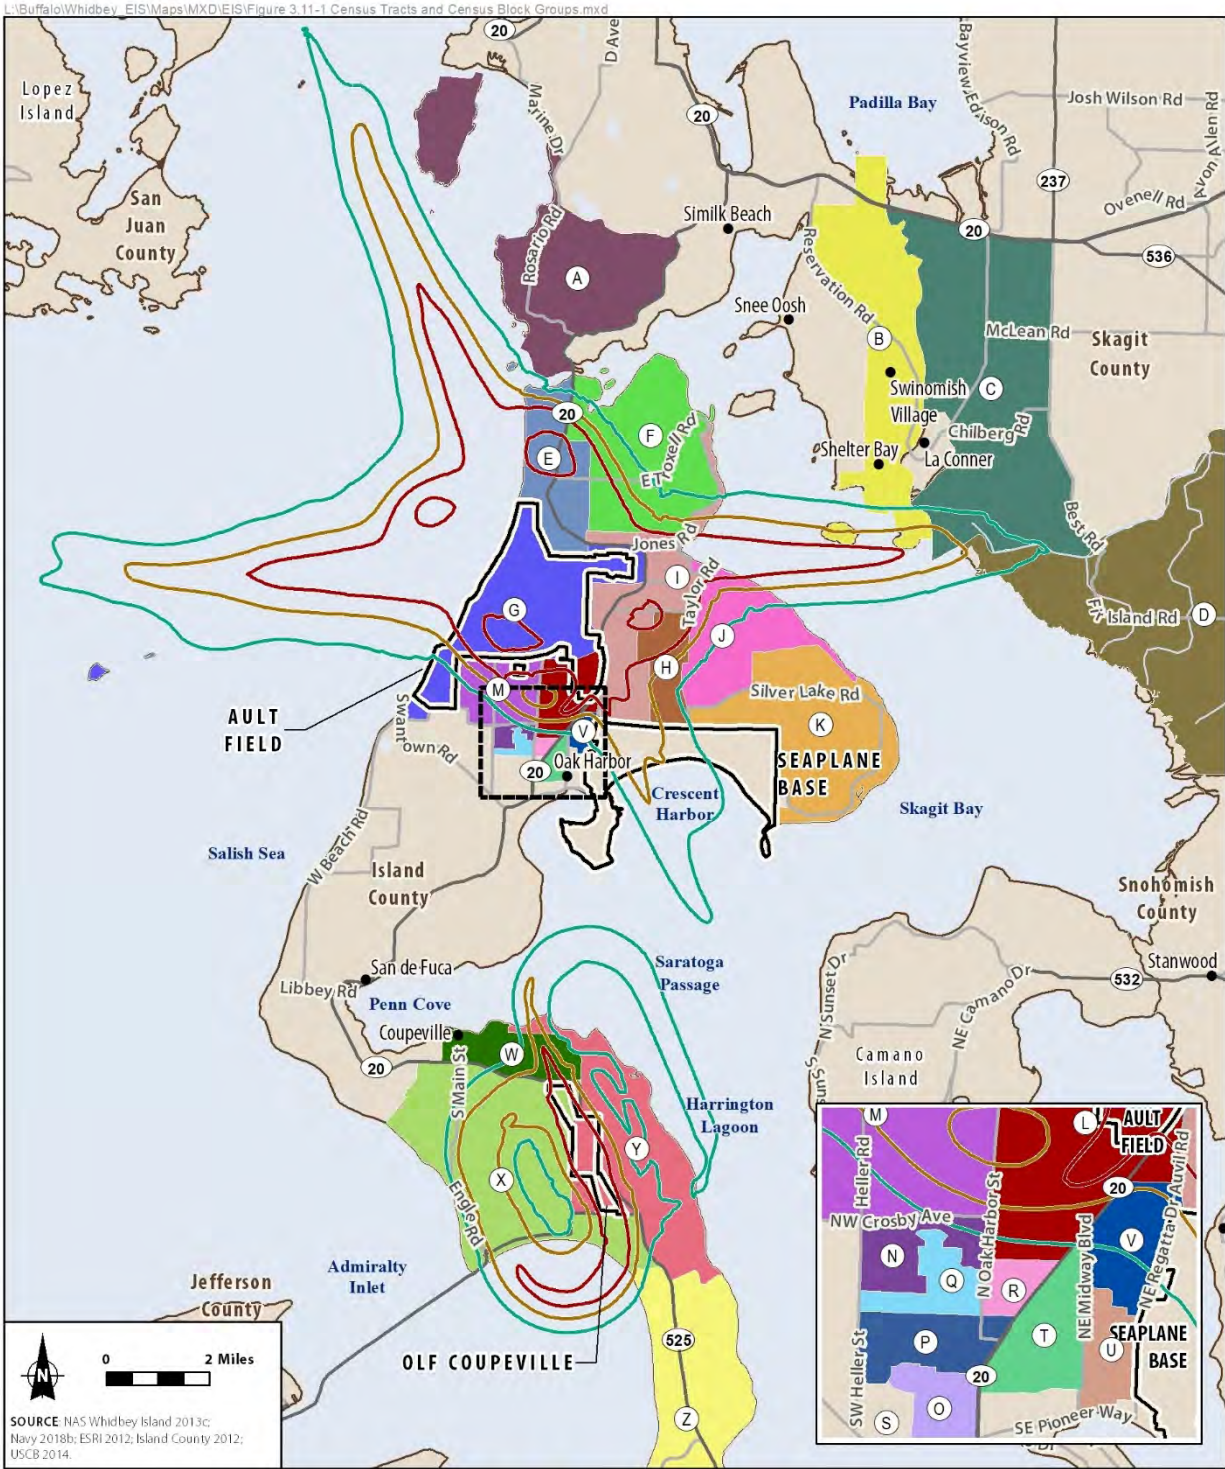 L:\Buffalo\Whidbey_EIS\Maps\MXD\EIS\Figure 3.11-1 Census Tracts and Census Block Groups.mxd
Lopez
Island
San
Juan
County
20
D Ave
Marine Dr
Rosario Rd
A
Similk Beach
20
Padilla Bay
Bayview Edison Rd
Josh Wilson Rd
Avon Allen Rd
237
Ovenell Rd
20
536
Snee Oosh
Reservation Rd
B
McLean Rd
Skagit
County
Swinomish
Village
C
Chilberg Rd
Shelter Bay
La Conner
Best Rd
20
F
E
E Troxell Rd
Jones Rd
I
Taylor Rd
G
J
D
Fir Island Rd
H
M
Silver Lake Rd
K
AULT
FIELD
Swantown Rd
V
Oak Harbor
20
SEAPLANE
BASE
Crescent
Harbor
Skagit Bay
Salish Sea
W Beach Rd
Island
County
Snohomish
County
Stanwood
532
San de Fuca
Libbey Rd
Penn Cove
Saratoga
Passage
N Sunset Dr
NE Camano Dr
Coupeville
20
W
S Main St
Camano
Island
Harrington
Lagoon
Y
X
Engle Rd
Admiralty
Inlet
Jefferson
County
OLF COUPEVILLE
525
Z
M
L
AULT
FIELD
Heller Rd
N Oak Harbor St
20
NE Regatta Dr
Auvil Rd
NW Crosby Ave
NE Midway Blvd
V
N
Q
R
P
T
U
SEAPLANE
BASE
SW Heller St
20
S
O
SE Pioneer Way
N
0
2 Miles
SOURCE: NAS Whidbey Island 2013c;
Navy 2018b; ESRI 2012; Island County 2012;
USCB 2014.